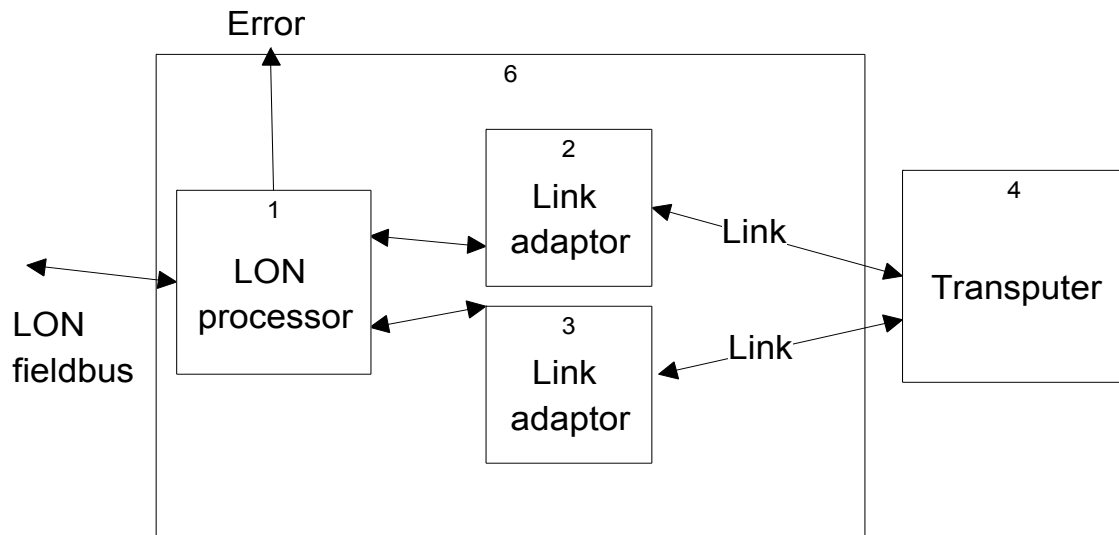 Error
6
2
Link
adaptor
4
1
Link
LON
processor
Transputer
LON
fieldbus
3
Link
adaptor
Link